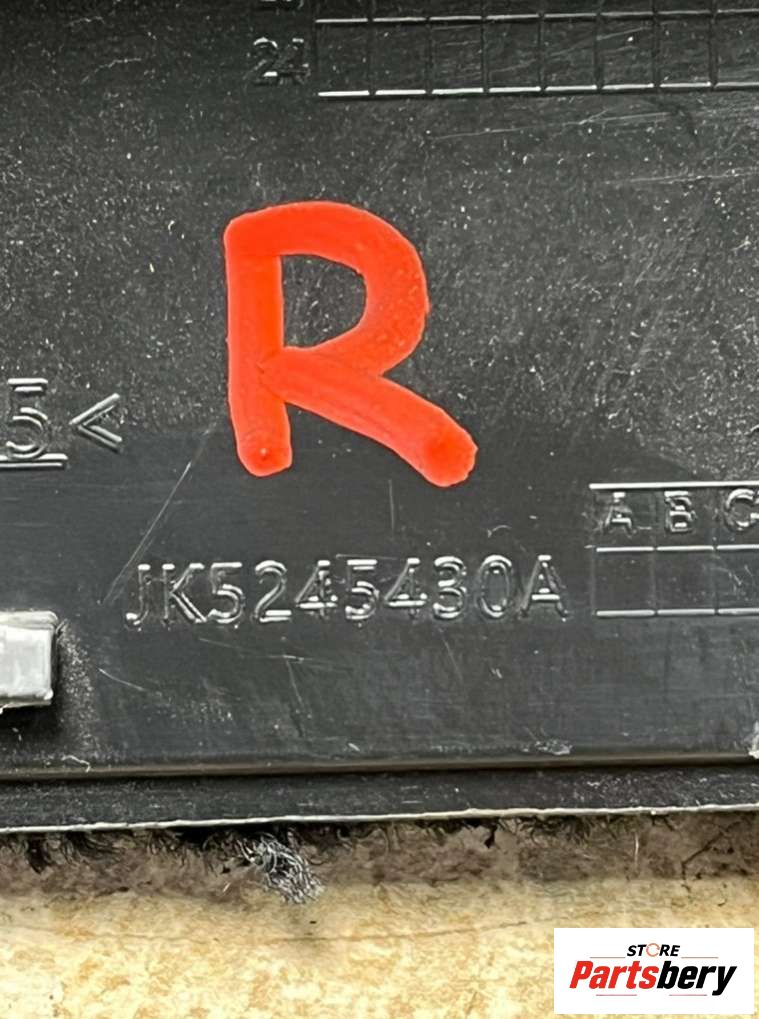 24
R
5<
A B C
JK5245430A
STORE
Partsbery